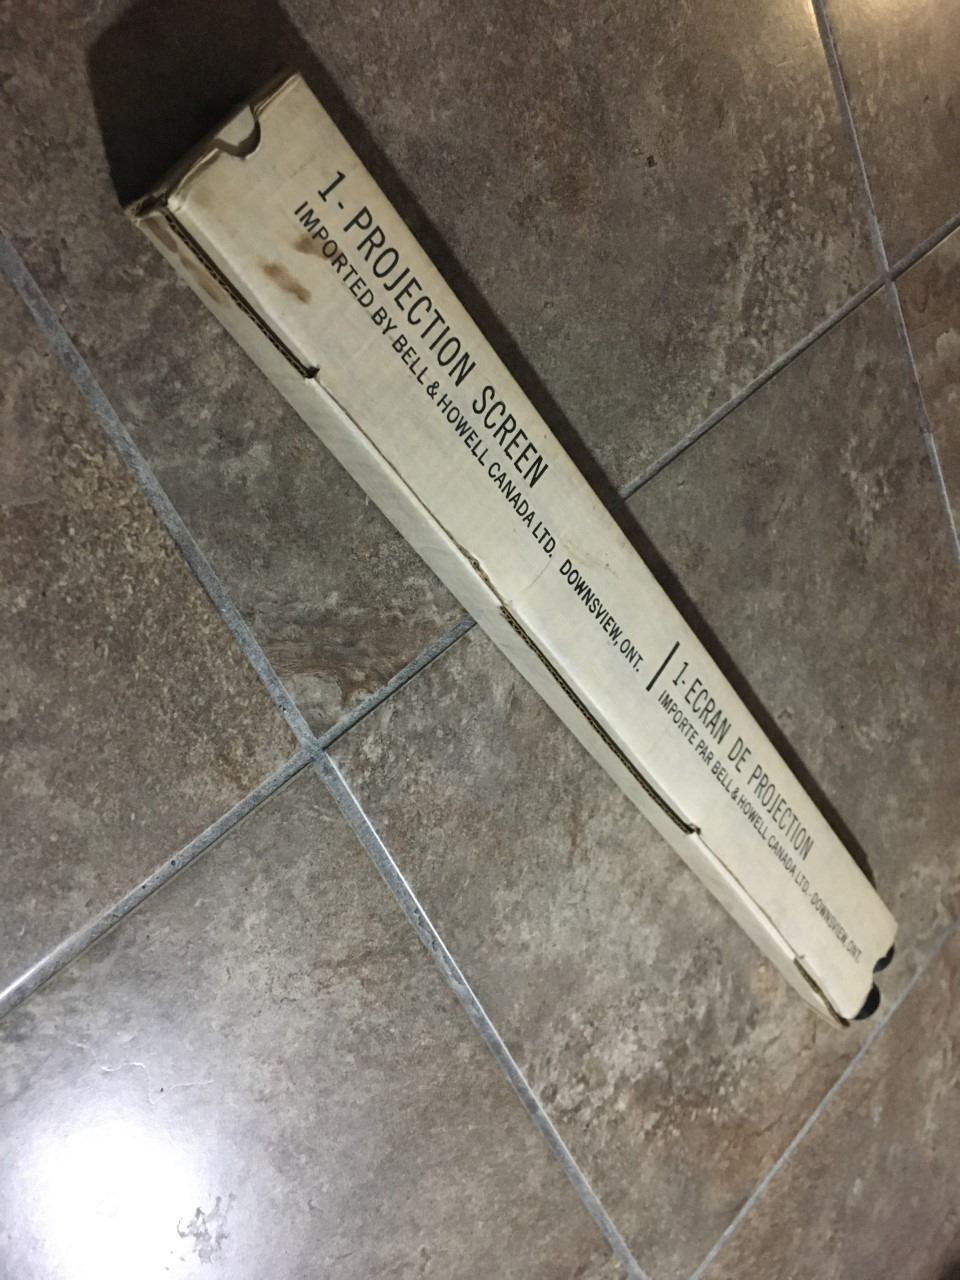 1- PROJECTION SCREEN
IMPORTED BY BELL & HOWELL CANADA LTD. DOWNSVIEW, ONT.
1- ECRAN DE PROJECTION
IMPORTE PAR BELL & HOWELL CANADA LTD.- DOWNSVIEW, ONT.